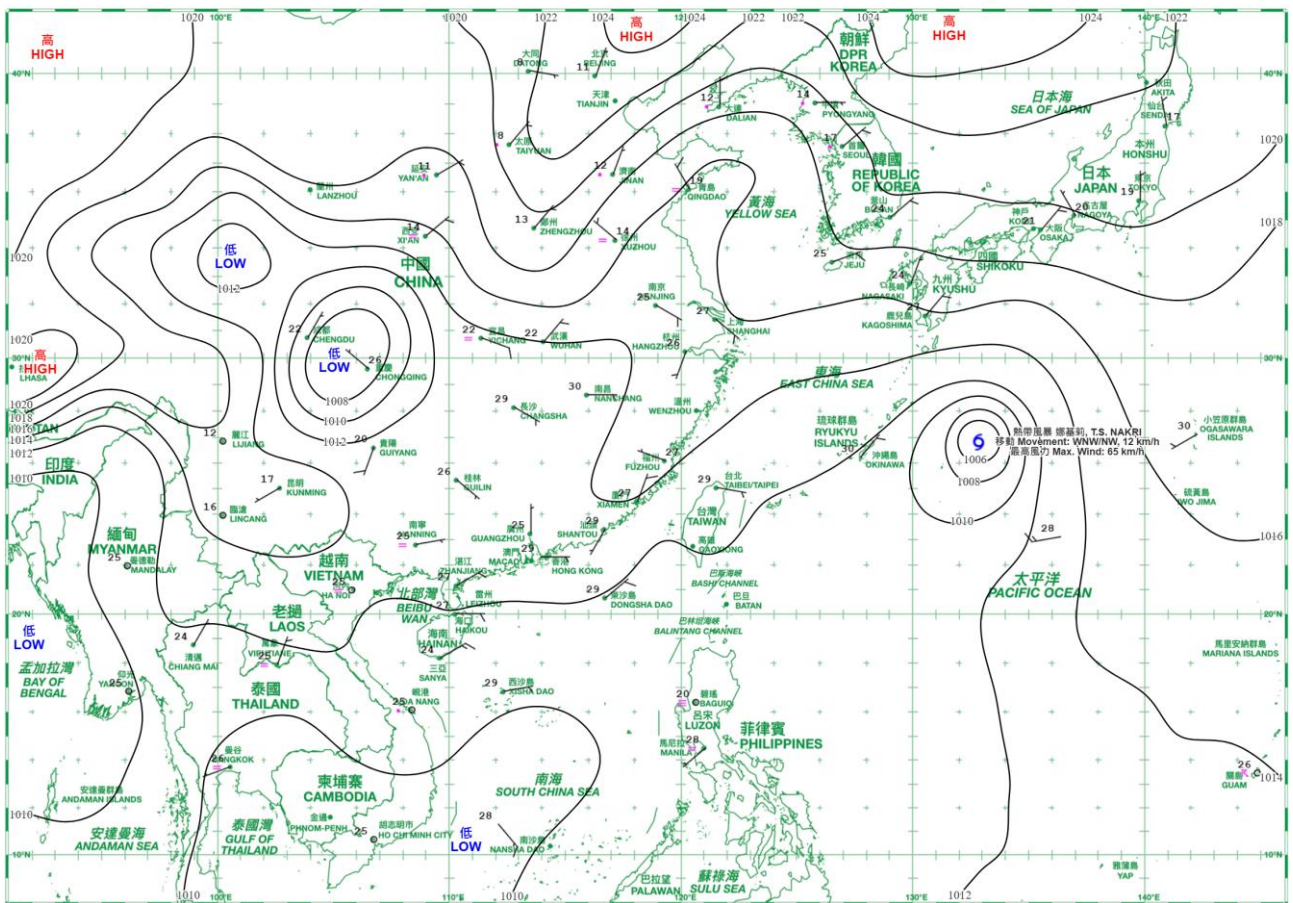 1020
100°E
1020
1022
1024
高
HIGH
1024
1022
1022
1024
1024
140°E
1022
高
HIGH
高
HIGH
朝鮮
DPR
KOREA
40°N
40°N
8
大同
DATONG
11
北京
BEIJING
天津
TIANJIN
12
大連
DALIAN
14
PYONGYANG
日本海
SEA OF JAPAN
秋田
AKITA
仙台
SENDAI
17
8
太原
TAIYUAN
17
首爾
SEOUL
本州
HONSHU
1020
11
延安
YAN'AN
12
濟南
JINAN
韓國
REPUBLIC
OF KOREA
日本
JAPAN
東京
TOKYO
19
蘭州
LANZHOU
19
青島
QINGDAO
黃海
YELLOW SEA
24
釜山
BUSAN
神戶
KOBE
21
20
名古屋
NAGOYA
1018
大阪
OSAKA
13
鄭州
ZHENGZHOU
14
徐州
XUZHOU
14
西安
XI'AN
低
LOW
1020
中國
CHINA
25
JEJU
四國
SHIKOKU
24
長崎
NAGASAKI
九州
KYUSHU
1012
25
南京
NANJING
27
上海
SHANGHAI
27
鹿兒島
KAGOSHIMA
22
成都
CHENGDU
22
宜昌
YICHANG
22
武漢
WUHAN
杭州
HANGZHOU
26
1020
高
HIGH
LHASA
30°N
30°N
低
LOW
26
重慶
CHONGQING
東海
EAST CHINA SEA
1008
1010
1012
30
南昌
NANCHANG
29
長沙
CHANGSHA
溫州
WENZHOU
1020
1018
1016
1014
1012
12
麗江
LIJIANG
20
貴陽
GUIYANG
琉球群島
RYUKYU
ISLANDS
30
沖繩島
OKINAWA
熱帶風暴 娜基莉, T.S. NAKRI
移動 Movement: WNW/NW, 12 km/h
最高風力 Max. Wind: 65 km/h
1006
1008
1010
30
小笠原群島
OGASAWARA
ISLANDS
印度
INDIA
1010
17
昆明
KUNMING
26
桂林
GUILIN
27
福州
FUZHOU
29
台北
TAIBEI/TAIPEI
硫黃島
IWO JIMA
16
臨滄
LINCANG
27
XIAMEN
台灣
TAIWAN
緬甸
MYANMAR
25
南寧
NANNING
25
廣州
GUANGZHOU
汕頭
SHANTOU
29
28
1016
越南
VIETNAM
澳門
MACAO
29
香港
HONG KONG
高雄
GAOXIONG
25
曼德勒
MANDALAY
湛江
ZHANJIANG
27
巴斯海峽
BASHI CHANNEL
太平洋
PACIFIC OCEAN
25
HA NOI
北部灣
BEIBU
WAN
雷州
LEIZHOU
29
東沙島
DONGSHA DAO
巴旦
BATAN
20°N
20°N
老撾
LAOS
27
海口
HAIKOU
巴林坦海峽
BALINTANG CHANNEL
低
LOW
24
清邁
CHIANG MAI
25
VIENTIANE
海南
HAINAN
24
三亞
SANYA
馬里安納群島
MARIANA ISLANDS
孟加拉灣
BAY OF
BENGAL
25
仰光
YANGON
泰國
THAILAND
25
峴港
DA NANG
29
西沙島
XISHA DAO
20
碧瑤
BAGUIO
呂宋
LUZON
馬尼拉
MANILA
28
菲律賓
PHILIPPINES
26
曼谷
BANGKOK
柬埔寨
CAMBODIA
南海
SOUTH CHINA SEA
26
關島
GUAM
1014
安達曼群島
ANDAMAN ISLANDS
1010
安達曼海
ANDAMAN SEA
泰國灣
GULF OF
THAILAND
金邊
PHNOM-PENH
25
胡志明市
HO CHI MINH CITY
低
LOW
28
南沙島
NANSHA DAO
10°N
10°N
巴拉望
PALAWAN
蘇祿海
SULU SEA
雅蒲島
YAP
1010
100°E
110°E
1010
120°E
130°E
1012
140°E